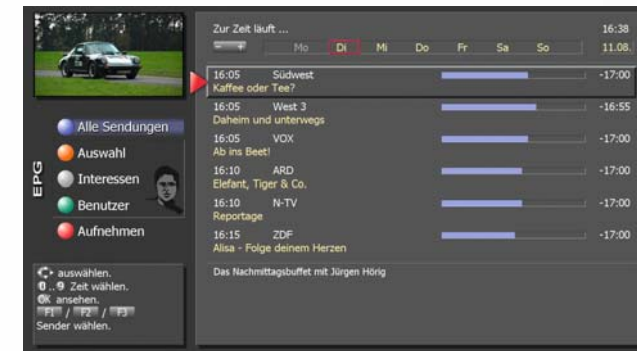 Zur Zeit läuft ... 16:38
- + Mo Di Mi Do Fr Sa So 11.08.
16:05 Südwest -17:00
Kaffee oder Tee?
16:05 West 3 -16:55
Daheim und unterwegs
16:05 VOX -17:00
Ab ins Beet!
16:10 ARD -17:00
Elefant, Tiger & Co.
16:10 N-TV -17:00
Reportage
16:15 ZDF -17:00
Alisa - Folge deinem Herzen
Das Nachmittagsbuffet mit Jürgen Hörig
EPG
Alle Sendungen
Auswahl
Interessen
Benutzer
Aufnehmen
auswählen.
0 .. 9 Zeit wählen.
OK ansehen.
F1 / F2 / F3
Sender wählen.